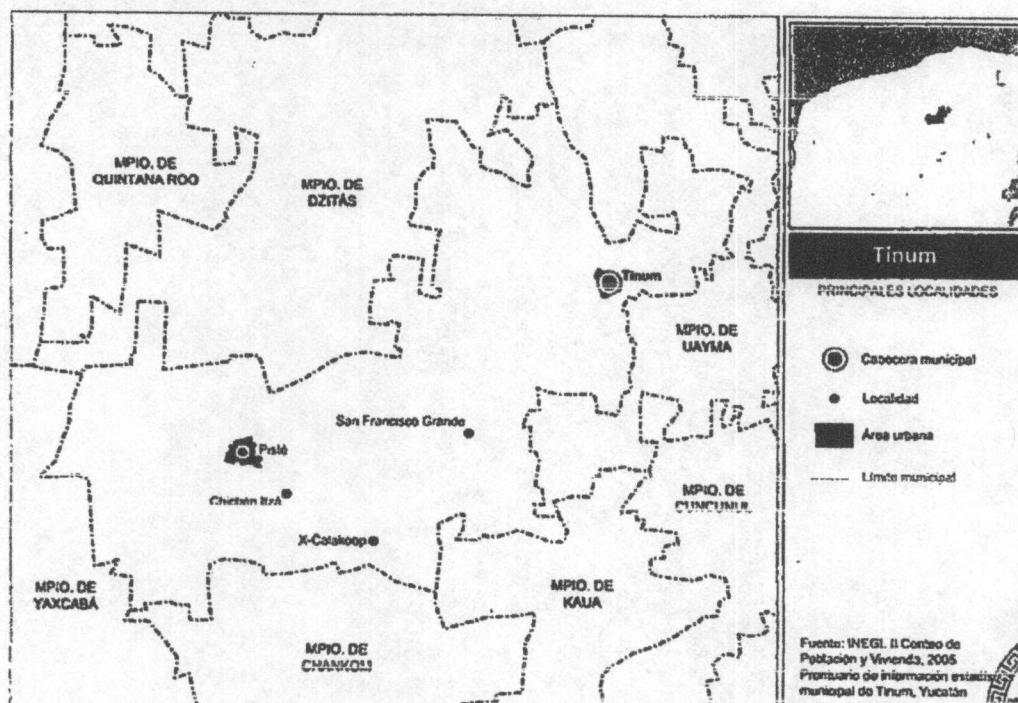 MPIO. DE
QUINTANA ROO
MPIO. DE
DZITÁS
Tinum
MPIO. DE
UAYMA
San Francisco Grande
Pisté
Chichén Itzá
X-Calakoop
MPIO. DE
CUNCUNUL
MPIO. DE
YAXCABÁ
MPIO. DE
KAUA
MPIO. DE
CHANKOM
Tinum
PRINCIPALES LOCALIDADES
Cabecera municipal
Localidad
Área urbana
Límite municipal
Fuente: INEGI. II Conteo de
Población y Vivienda, 2005
Prontuario de información estadís
municipal de Tinum, Yucatán